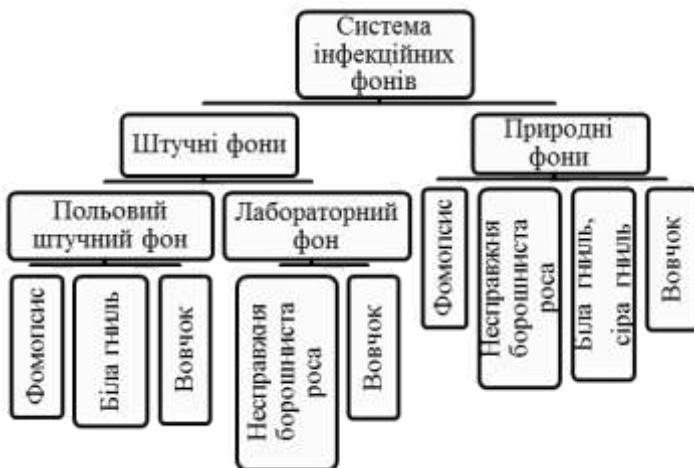 Система
інфекційних
фонів
Штучні фони
Природні
фони
Польовий
штучний фон
Лабораторний
фон
Фомопсис
Біла гниль
Вовчок
Несправжня
борошниста
роса
Вовчок
Фомопсис
Несправжня
борошниста
роса
Біла гниль,
сіра гниль
Вовчок